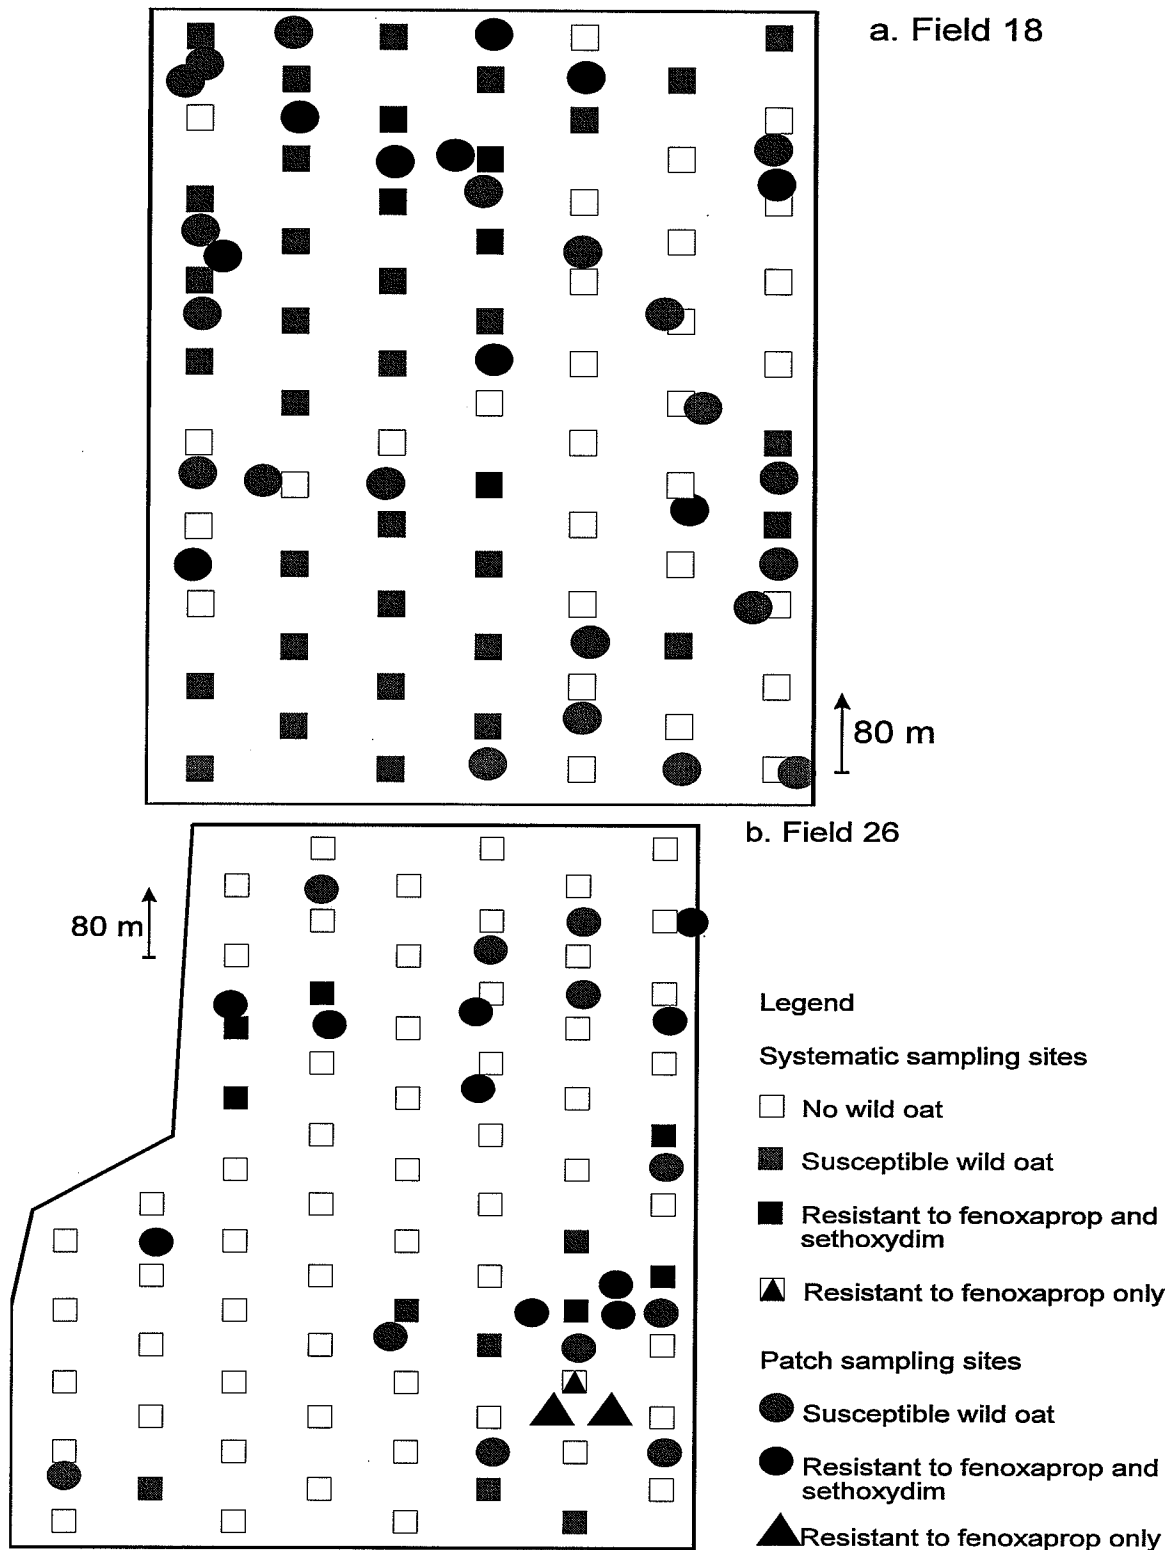 a. Field 18
80 m
b. Field 26
80 m
Legend
Systematic sampling sites
No wild oat
Susceptible wild oat
Resistant to fenoxaprop and
sethoxydim
Resistant to fenoxaprop only
Patch sampling sites
Susceptible wild oat
Resistant to fenoxaprop and
sethoxydim
Resistant to fenoxaprop only